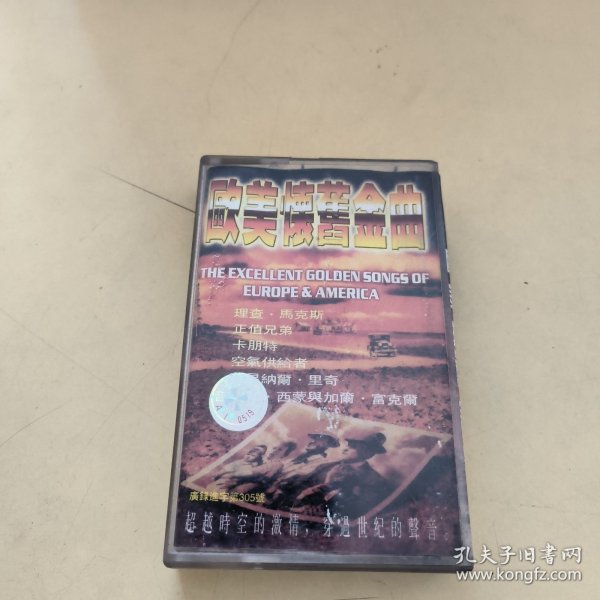 歐美懷舊金曲
THE EXCELLENT GOLDEN SONGS OF
EUROPE & AMERICA
理查·馬克斯
正值兄弟
卡朋特
空氣供給者
納爾·里奇
·西蒙與加爾·富克爾
0519
廣錄進字第305號
超越時空的激情，穿過世紀的聲音。
孔夫子旧书网
www.kongfz.com